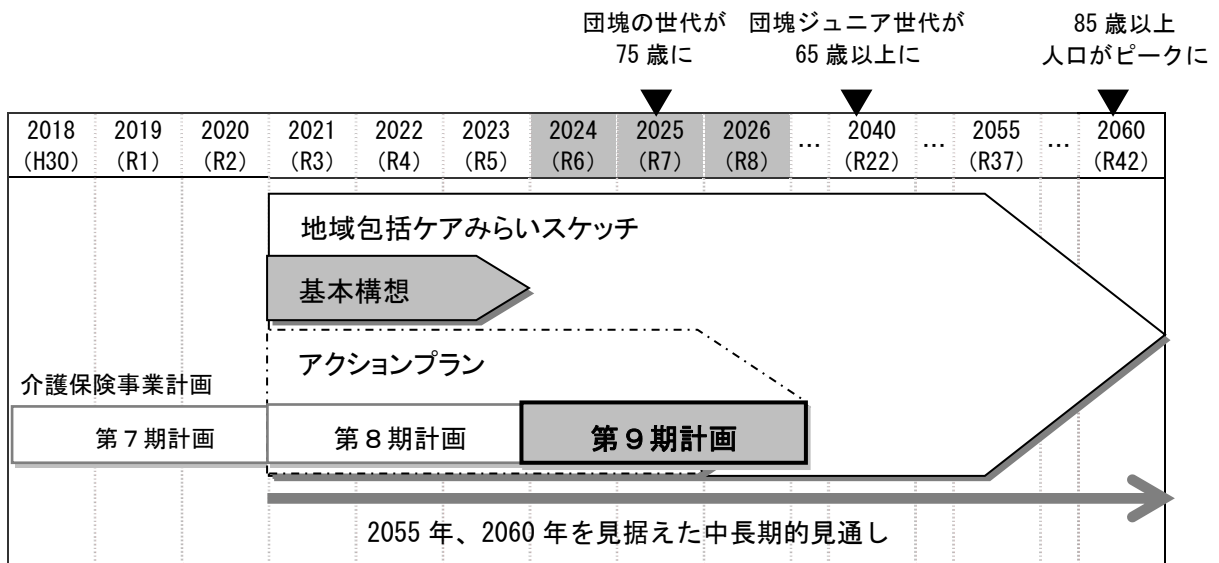 団塊の世代が 団塊ジュニア世代が 85 歳以上
75 歳に 65 歳以上に 人口がピークに
2018 2019 2020 2021 2022 2023 2024 2025 2026 … 2040 … 2055 … 2060
(H30) (R1) (R2) (R3) (R4) (R5) (R6) (R7) (R8) (R22) (R37) (R42)
地域包括ケアみらいスケッチ
基本構想
アクションプラン
介護保険事業計画
第7期計画 第8期計画 第9期計画
2055 年、2060 年を見据えた中長期的見通し